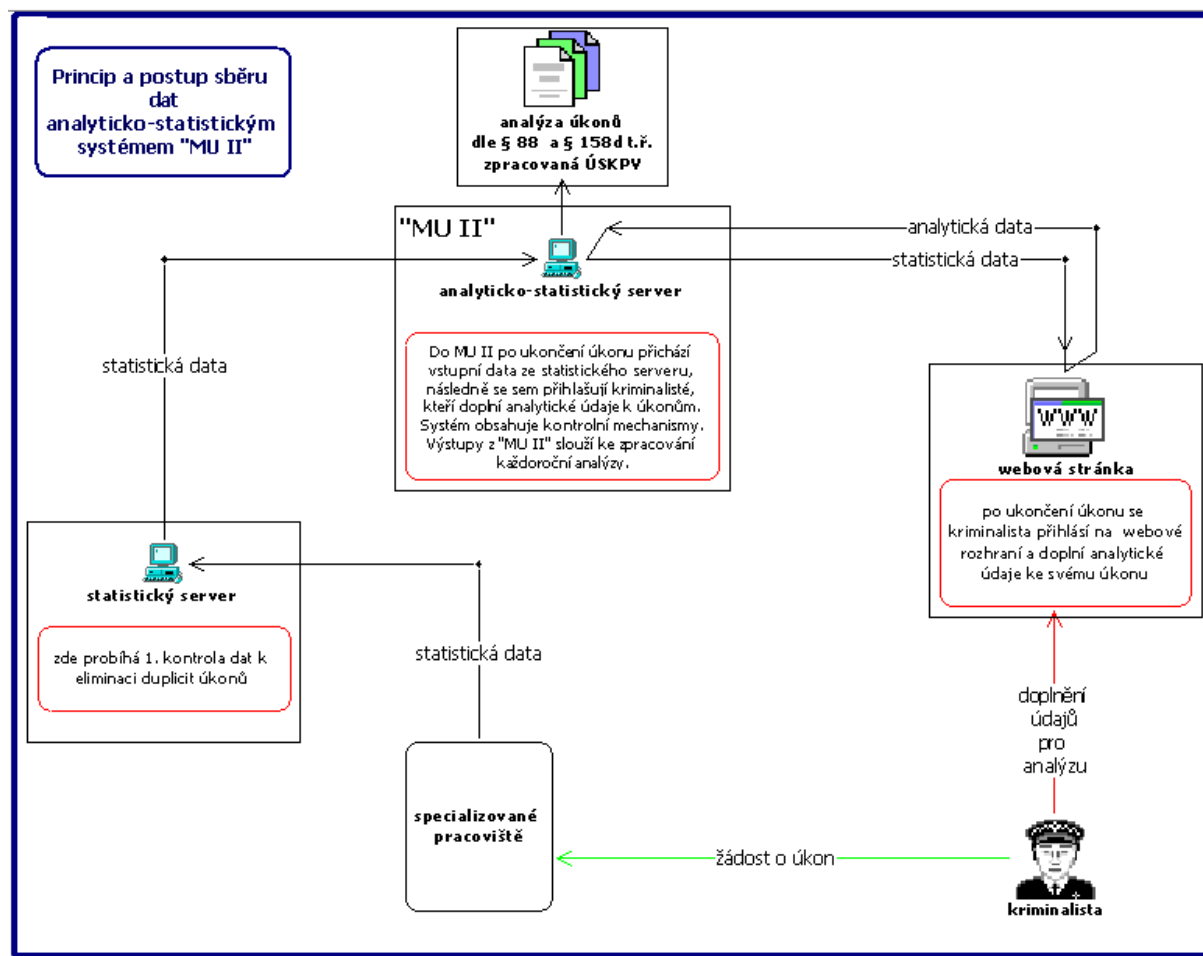 Princip a postup sběru
dat
analyticko-statistickým
systémem "MU II"
analýza úkonů
dle § 88 a § 158d t.ř.
zpracovaná ÚSKPV
"MU II"
analyticko-statistický server
Do MU II po ukončení úkonu přichází
vstupní data ze statistického serveru,
následně se sem přihlašují kriminalisté,
kteří doplní analytické údaje k úkonům.
Systém obsahuje kontrolní mechanismy.
Výstupy z "MU II" slouží ke zpracování
každoroční analýzy.
analytická data
statistická data
statistická data
WWW
webová stránka
po ukončení úkonu se
kriminalista přihlásí na webové
rozhraní a doplní analytické
údaje ke svému úkonu
statistický server
zde probíhá 1. kontrola dat k
eliminaci duplicit úkonů
statistická data
doplnění
údajů
pro
analýzu
specializované
pracoviště
žádost o úkon
kriminalista